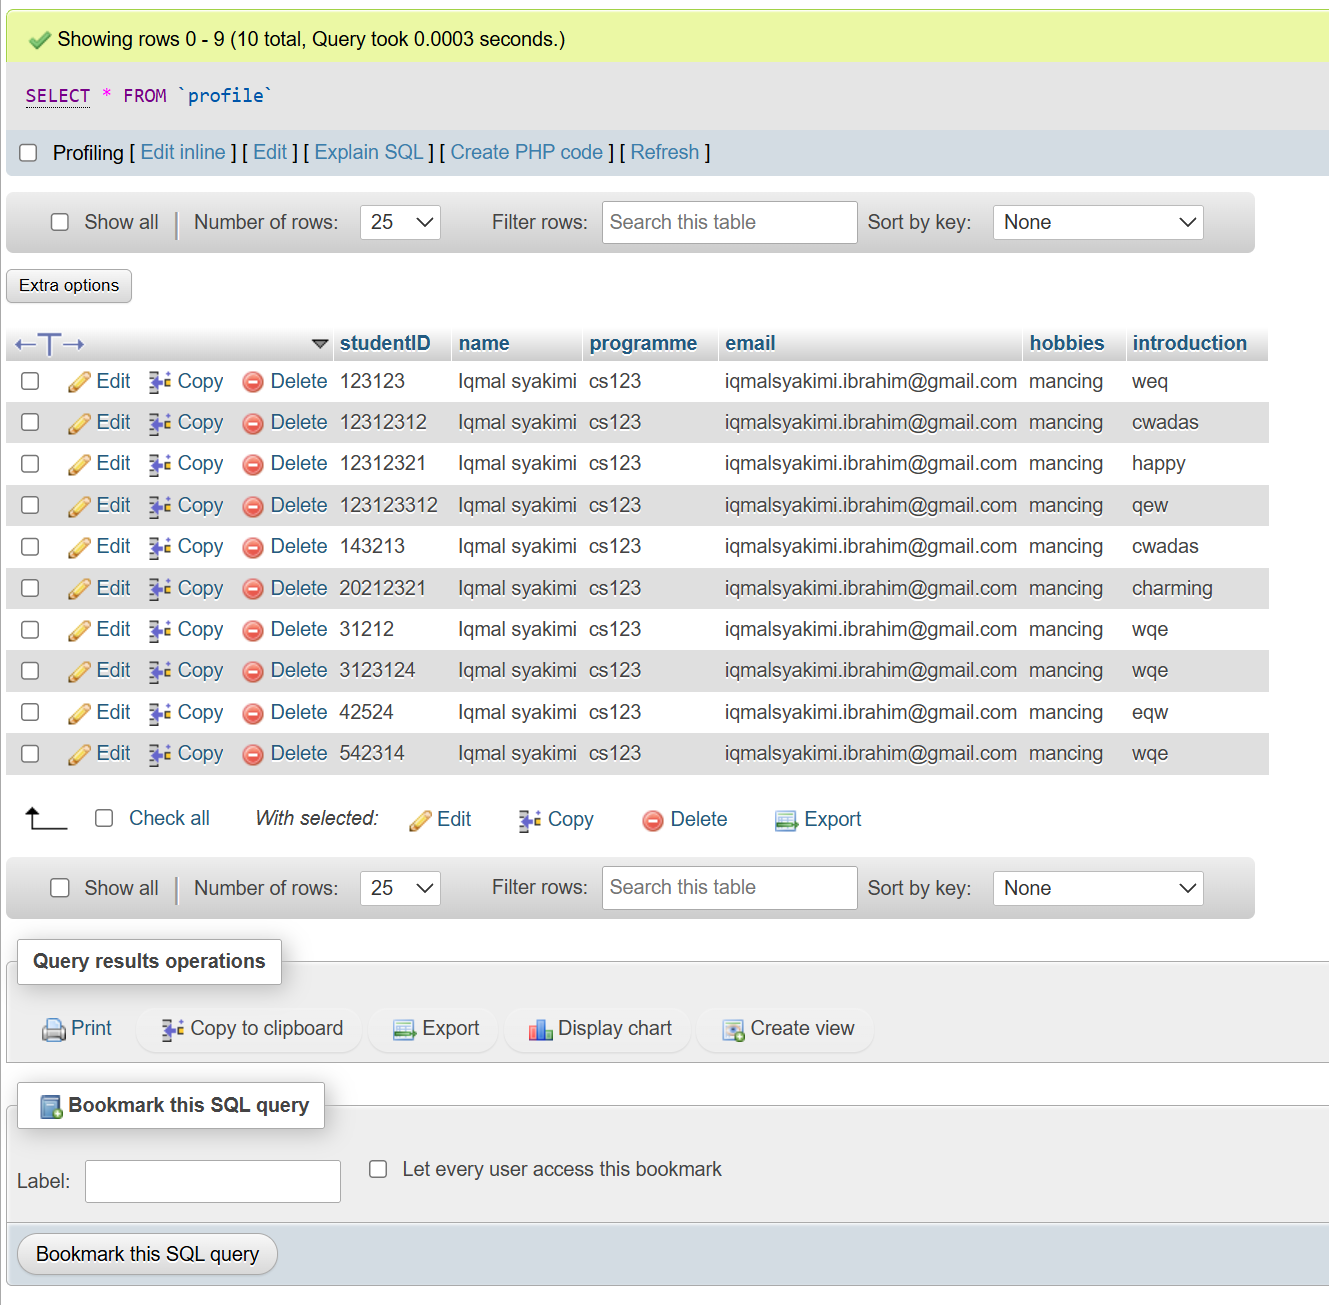 Showing rows 0 - 9 (10 total, Query took 0.0003 seconds.)
SELECT * FROM `profile`
Profiling [ Edit inline ] [ Edit ] [ Explain SQL ] [ Create PHP code ] [ Refresh ]
Show all | Number of rows: 25 Filter rows: Search this table Sort by key: None
Extra options
←T→ studentID name programme email hobbies introduction
Edit Copy Delete 123123 Iqmal syakimi cs123 iqmalsyakimi.ibrahim@gmail.com mancing weq
Edit Copy Delete 12312312 Iqmal syakimi cs123 iqmalsyakimi.ibrahim@gmail.com mancing cwadas
Edit Copy Delete 12312321 Iqmal syakimi cs123 iqmalsyakimi.ibrahim@gmail.com mancing happy
Edit Copy Delete 123123312 Iqmal syakimi cs123 iqmalsyakimi.ibrahim@gmail.com mancing qew
Edit Copy Delete 143213 Iqmal syakimi cs123 iqmalsyakimi.ibrahim@gmail.com mancing cwadas
Edit Copy Delete 20212321 Iqmal syakimi cs123 iqmalsyakimi.ibrahim@gmail.com mancing charming
Edit Copy Delete 31212 Iqmal syakimi cs123 iqmalsyakimi.ibrahim@gmail.com mancing wqe
Edit Copy Delete 3123124 Iqmal syakimi cs123 iqmalsyakimi.ibrahim@gmail.com mancing wqe
Edit Copy Delete 42524 Iqmal syakimi cs123 iqmalsyakimi.ibrahim@gmail.com mancing eqw
Edit Copy Delete 542314 Iqmal syakimi cs123 iqmalsyakimi.ibrahim@gmail.com mancing wqe
Check all With selected: Edit Copy Delete Export
Show all | Number of rows: 25 Filter rows: Search this table Sort by key: None
Query results operations
Print Copy to clipboard Export Display chart Create view
Bookmark this SQL query
Label: Let every user access this bookmark
Bookmark this SQL query